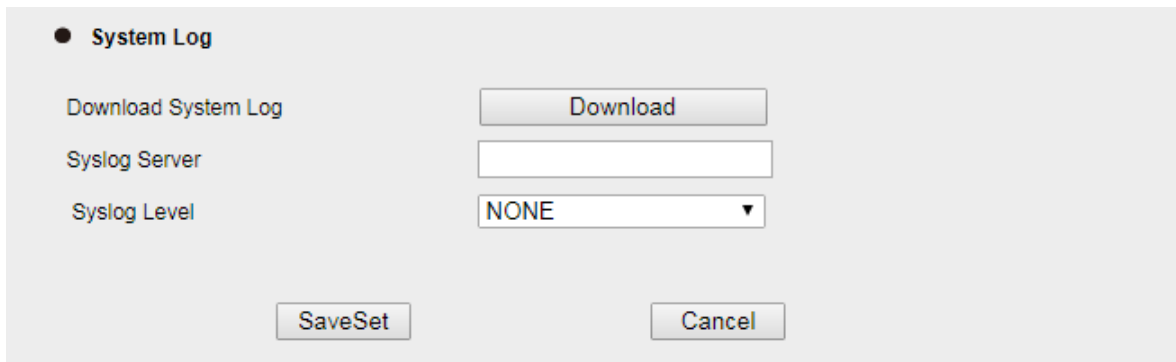 System Log
Download System Log Download
Syslog Server
Syslog Level NONE
SaveSet Cancel